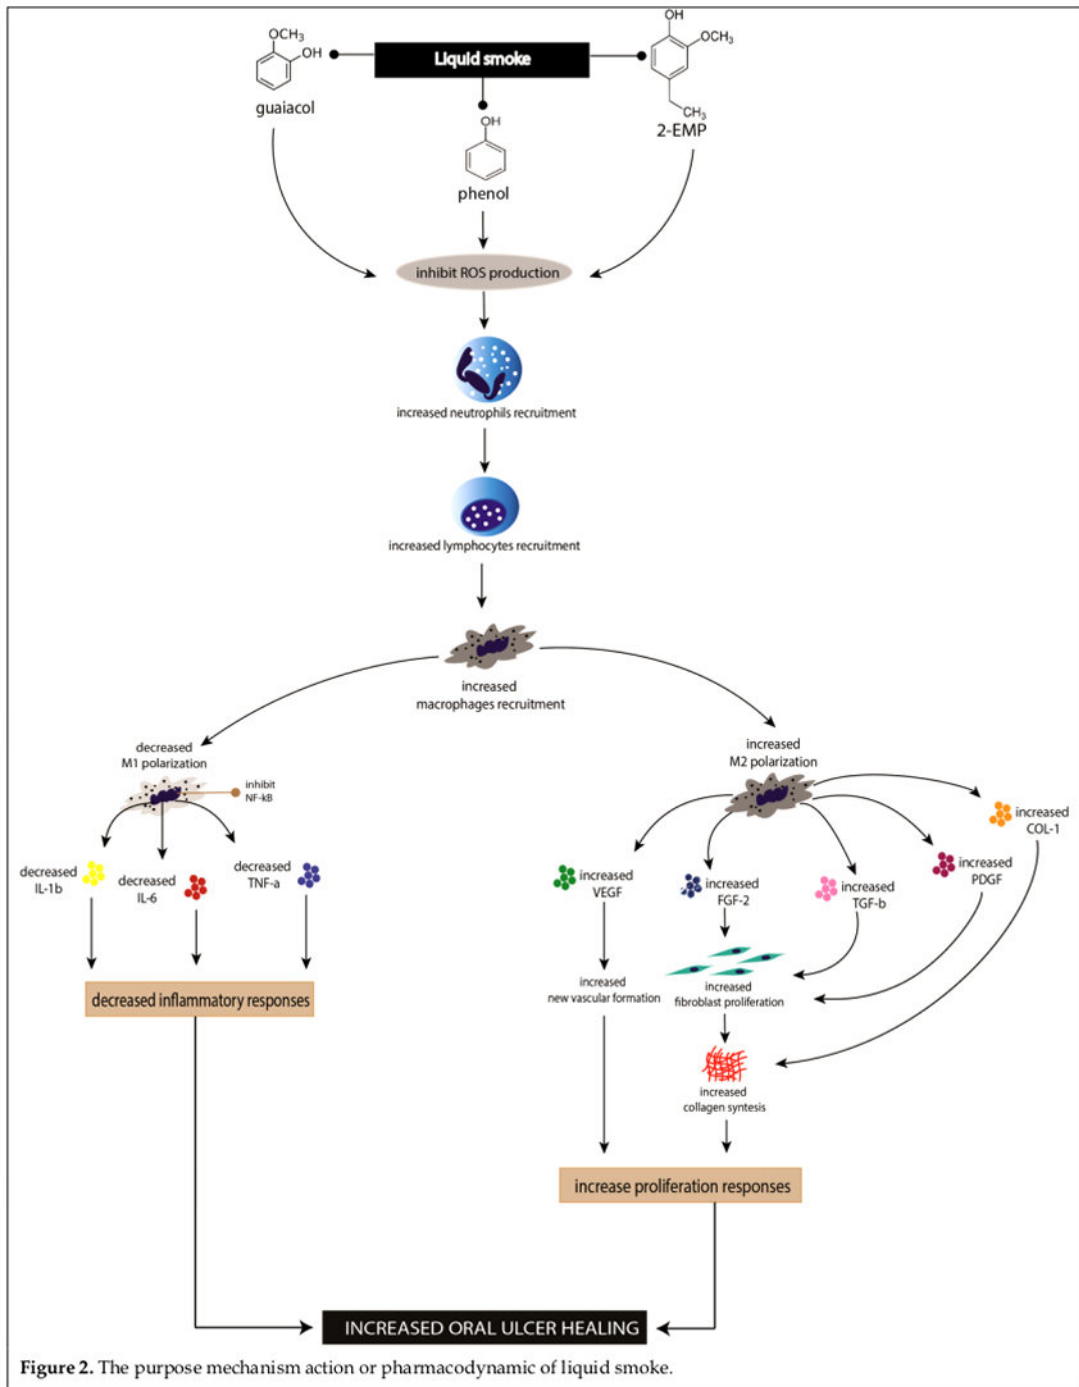 OH
OCH₃
Liquid smoke
OCH₃
OH
OH
CH₃
guaiacol
2-EMP
phenol
inhibit ROS production
increased neutrophils recruitment
increased lymphocytes recruitment
increased
macrophages recruitment
decreased
M1 polarization
increased
M2 polarization
inhibit
NF-kB
increased
COL-1
decreased
IL-1b
decreased
IL-6
decreased
TNF-a
increased
VEGF
increased
FGF-2
increased
TGF-b
increased
PDGF
decreased inflammatory responses
increased
new vascular formation
increased
fibroblast proliferation
increased
collagen syntesis
increase proliferation responses
INCREASED ORAL ULCER HEALING
Figure 2. The purpose mechanism action or pharmacodynamic of liquid smoke.